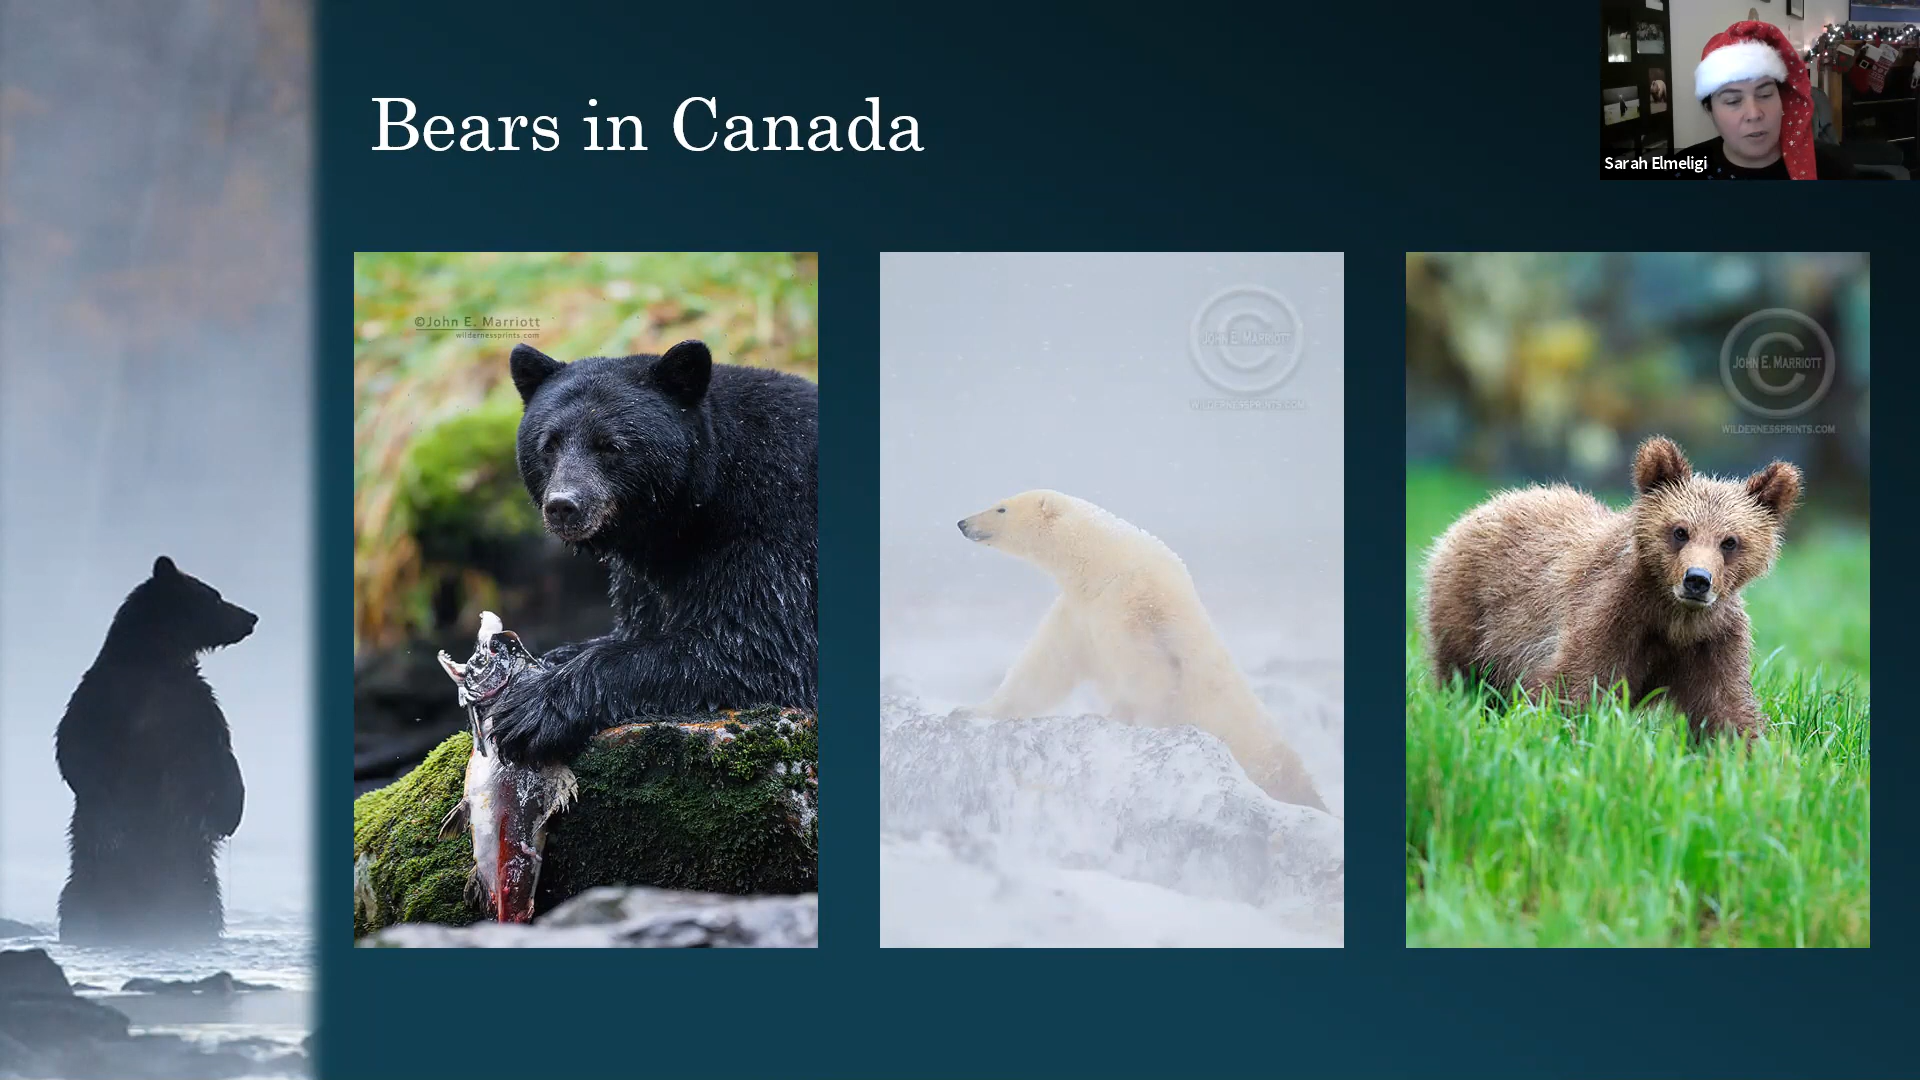 Bears in Canada
Sarah Elmeligi
©John E. Marriott
wildernessprints.com
JOHN E. MARRIOTT
WILDERNESSPRINTS.COM
JOHN E. MARRIOTT
WILDERNESSPRINTS.COM